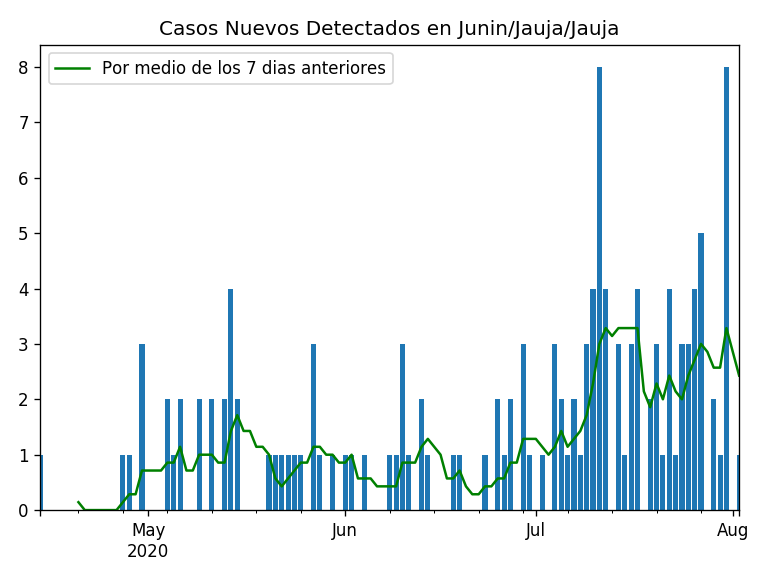 Casos Nuevos Detectados en Junin/Jauja/Jauja
Por medio de los 7 dias anteriores
8
7
6
5
4
3
2
1
0
May
2020
Jun
Jul
Aug